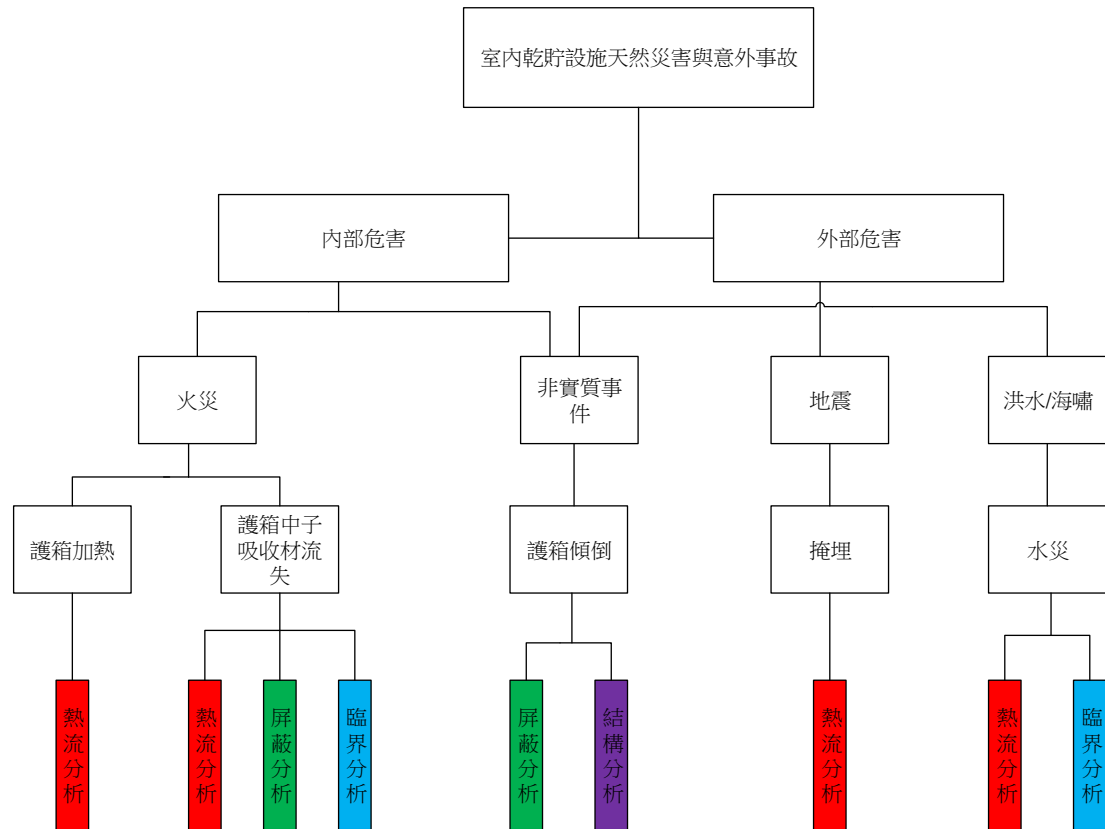 室內乾貯設施天然災害與意外事故
內部危害
外部危害
火災
非實質事
件
地震
洪水/海嘯
護箱加熱
護箱中子
吸收材流
失
護箱傾倒
掩埋
水災
熱流分析
熱流分析
屏蔽分析
臨界分析
屏蔽分析
結構分析
熱流分析
熱流分析
臨界分析